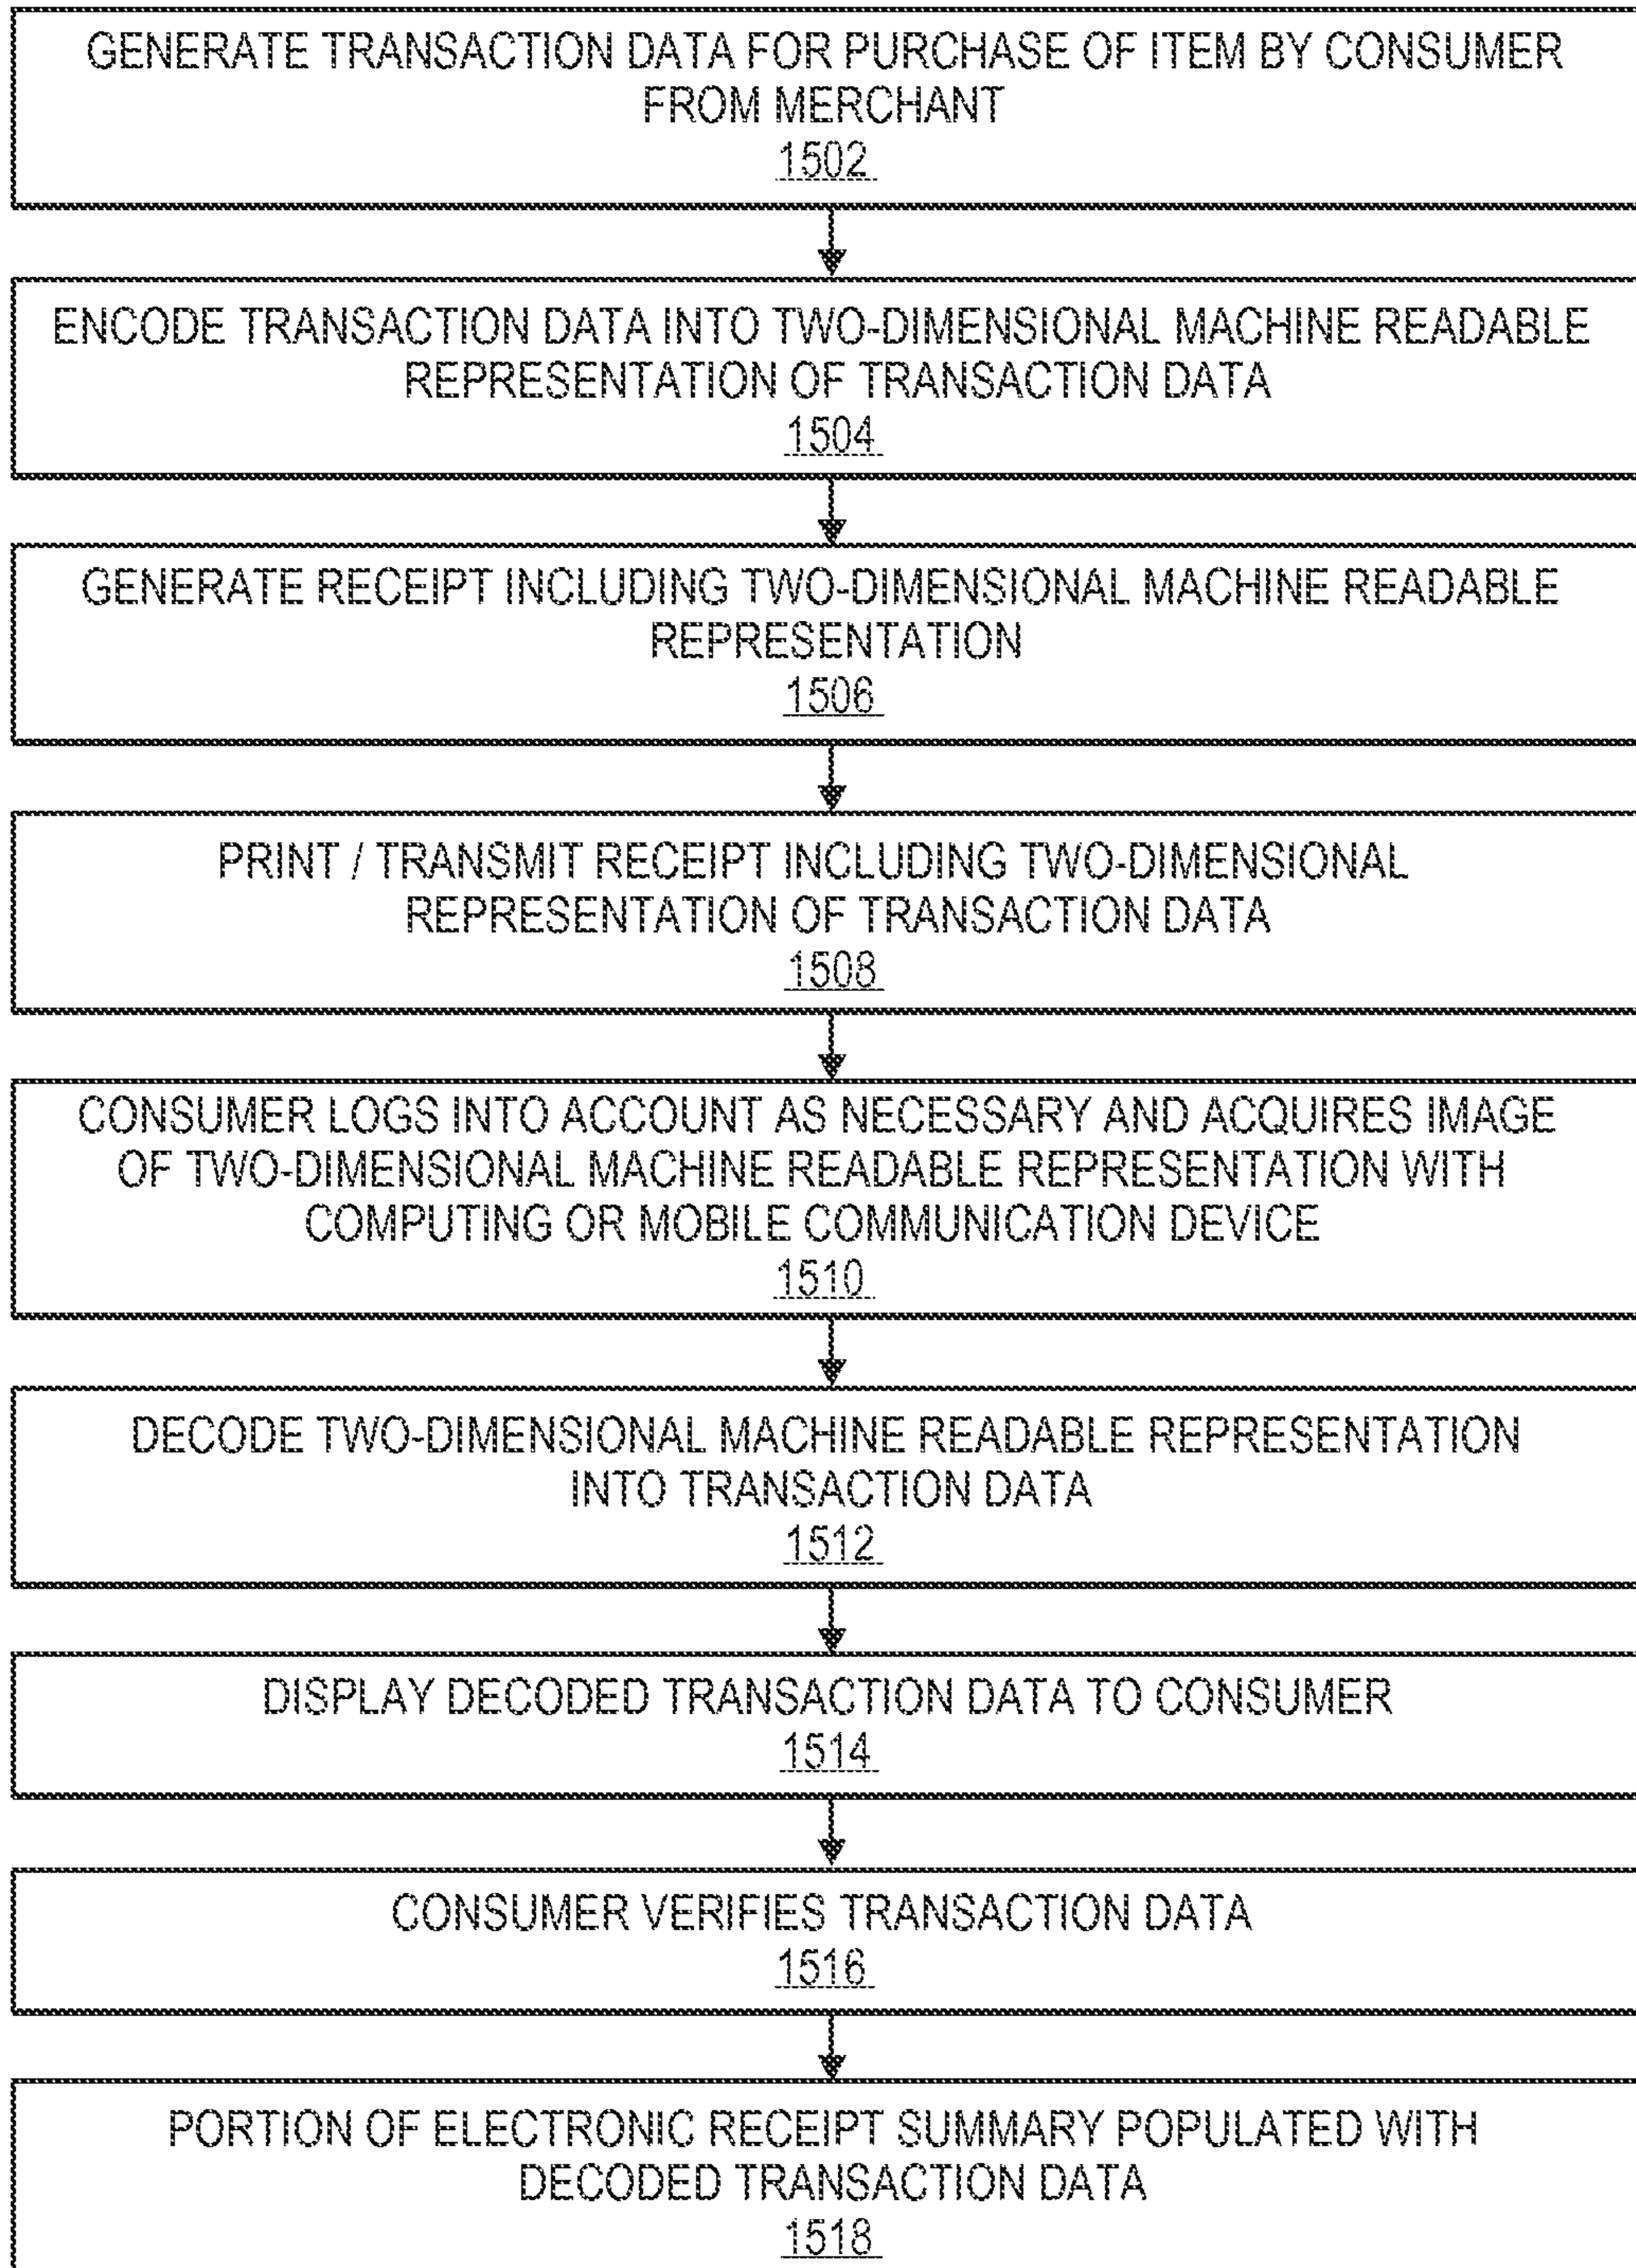 GENERATE TRANSACTION DATA FOR PURCHASE OF ITEM BY CONSUMER
FROM MERCHANT
1502
ENCODE TRANSACTION DATA INTO TWO-DIMENSIONAL MACHINE READABLE
REPRESENTATION OF TRANSACTION DATA
1504
GENERATE RECEIPT INCLUDING TWO-DIMENSIONAL MACHINE READABLE
REPRESENTATION
1506
PRINT / TRANSMIT RECEIPT INCLUDING TWO-DIMENSIONAL
REPRESENTATION OF TRANSACTION DATA
1508
CONSUMER LOGS INTO ACCOUNT AS NECESSARY AND ACQUIRES IMAGE
OF TWO-DIMENSIONAL MACHINE READABLE REPRESENTATION WITH
COMPUTING OR MOBILE COMMUNICATION DEVICE
1510
DECODE TWO-DIMENSIONAL MACHINE READABLE REPRESENTATION
INTO TRANSACTION DATA
1512
DISPLAY DECODED TRANSACTION DATA TO CONSUMER
1514
CONSUMER VERIFIES TRANSACTION DATA
1516
PORTION OF ELECTRONIC RECEIPT SUMMARY POPULATED WITH
DECODED TRANSACTION DATA
1518